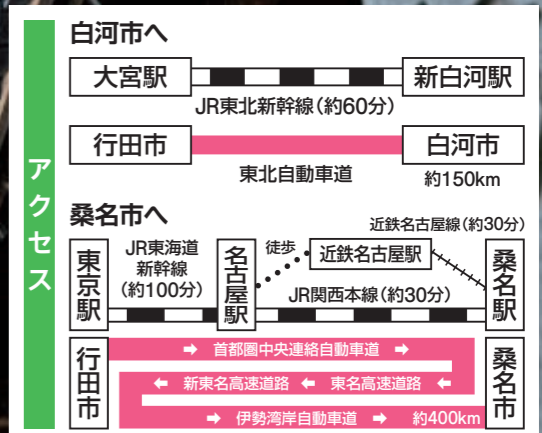 アクセス
白河市へ
大宮駅
新白河駅
JR東北新幹線(約60分)
行田市
白河市
東北自動車道
約150km
桑名市へ
近鉄名古屋線(約30分)
東京駅
JR東海道
新幹線
(約100分)
名古屋駅
徒歩
近鉄名古屋駅
桑名駅
JR関西本線(約30分)
行田市
➡ 首都圏中央連絡自動車道 ➡
桑名市
⬅ 新東名高速道路 ⬅ 東名高速道路 ⬅
➡ 伊勢湾岸自動車道 ➡ 約400km